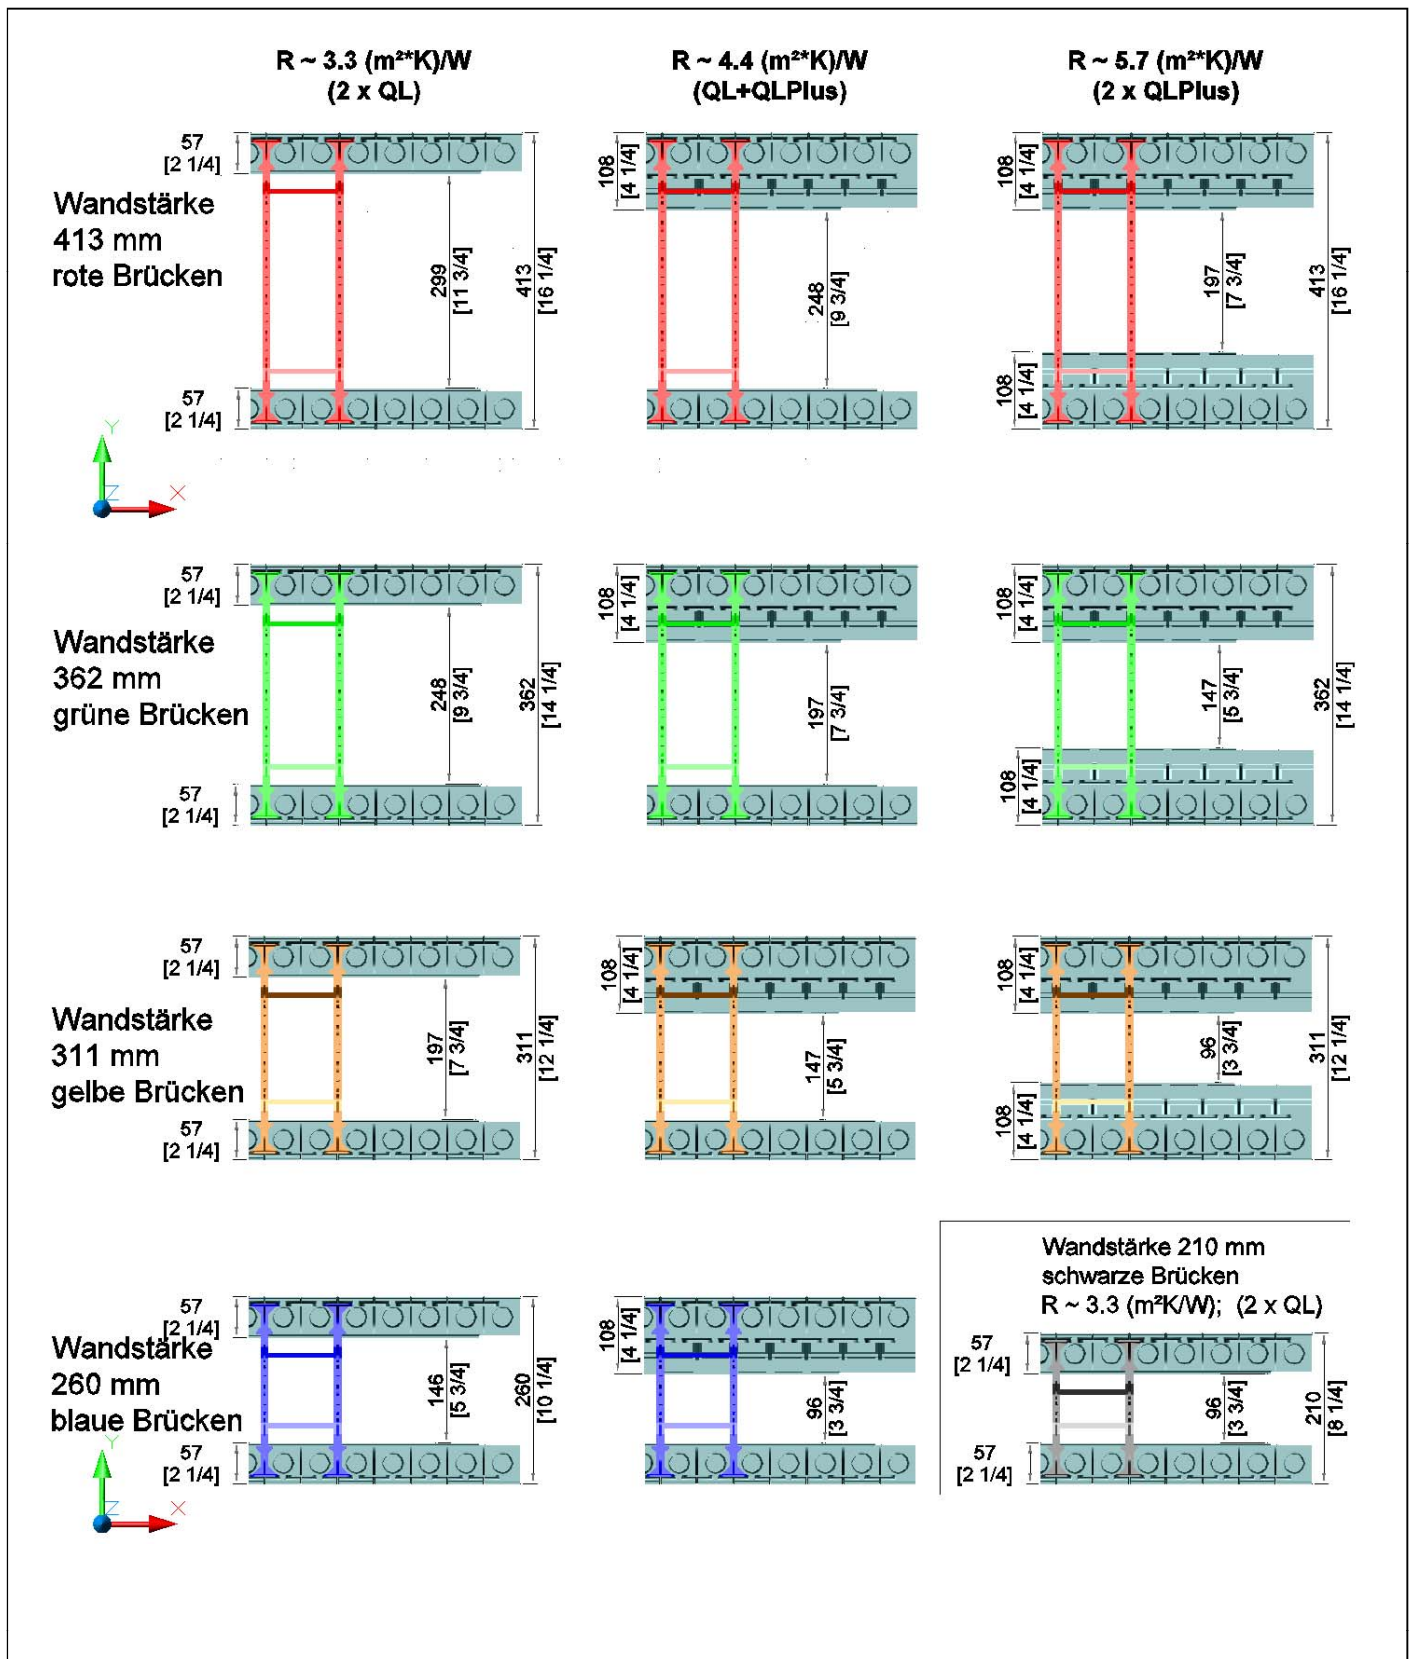 R ~ 3.3 (m²*K)/W
(2 x QL)
R ~ 4.4 (m²*K)/W
(QL+QLPlus)
R ~ 5.7 (m²*K)/W
(2 x QLPlus)
Wandstärke
413 mm
rote Brücken
57
[2 1/4]
299
[11 3/4]
413
[16 1/4]
57
[2 1/4]
108
[4 1/4]
248
[9 3/4]
108
[4 1/4]
197
[7 3/4]
413
[16 1/4]
108
[4 1/4]
Y
Z
X
Wandstärke
362 mm
grüne Brücken
57
[2 1/4]
248
[9 3/4]
362
[14 1/4]
57
[2 1/4]
108
[4 1/4]
197
[7 3/4]
108
[4 1/4]
147
[5 3/4]
362
[14 1/4]
108
[4 1/4]
Wandstärke
311 mm
gelbe Brücken
57
[2 1/4]
197
[7 3/4]
311
[12 1/4]
57
[2 1/4]
108
[4 1/4]
147
[5 3/4]
108
[4 1/4]
96
[3 3/4]
311
[12 1/4]
108
[4 1/4]
Wandstärke
260 mm
blaue Brücken
57
[2 1/4]
146
[5 3/4]
260
[10 1/4]
57
[2 1/4]
108
[4 1/4]
96
[3 3/4]
Wandstärke 210 mm
schwarze Brücken
R ~ 3.3 (m²K/W); (2 x QL)
57
[2 1/4]
96
[3 3/4]
210
[8 1/4]
57
[2 1/4]
Y
Z
X